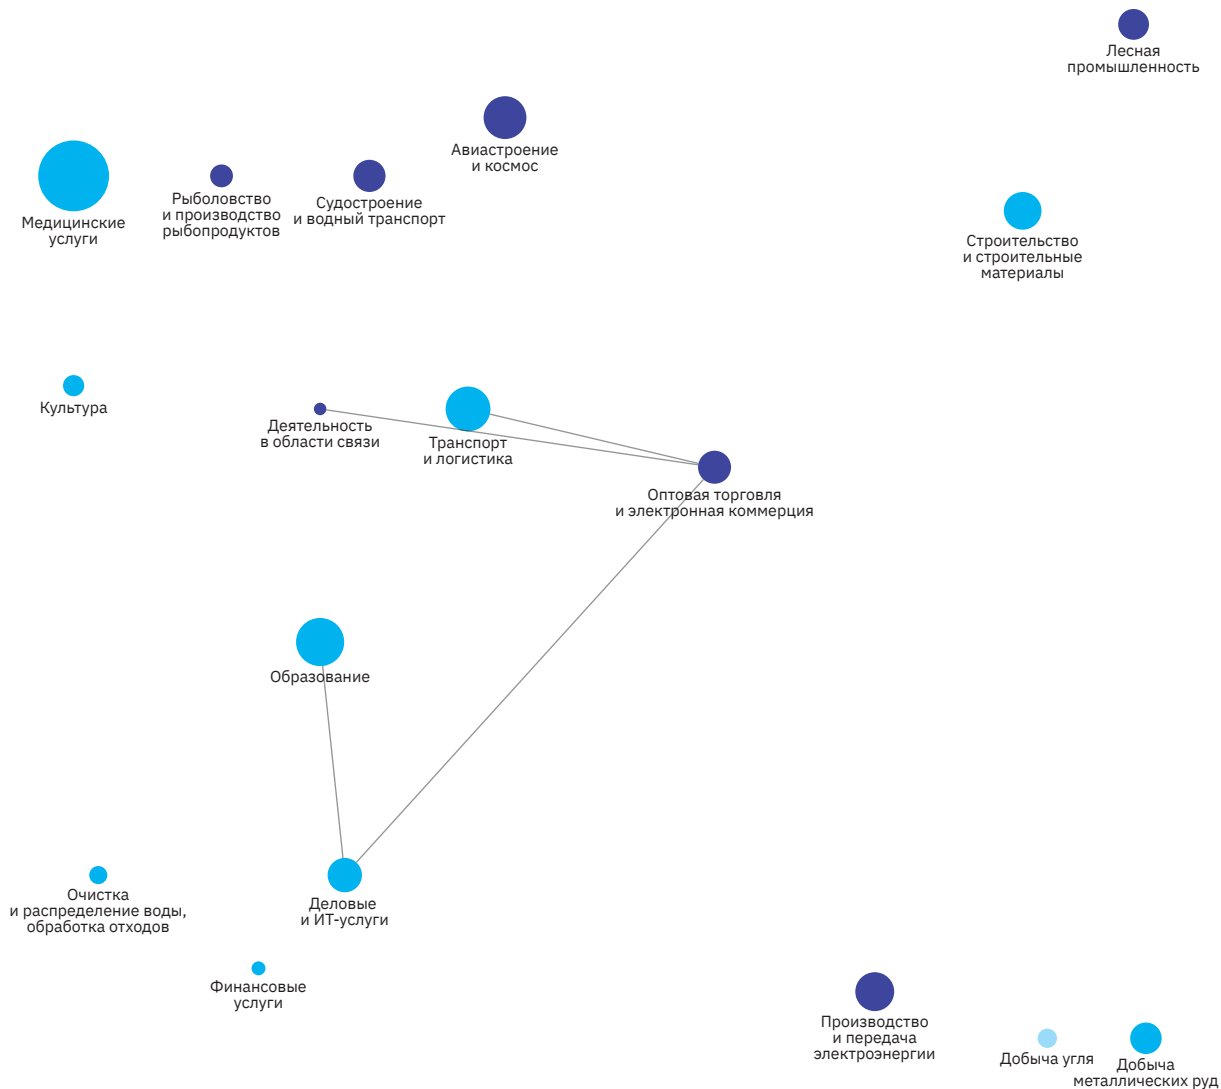 Лесная
промышленность
Авиастроение
и космос
Медицинские
услуги
Рыболовство
и производство
рыбопродуктов
Судостроение
и водный транспорт
Строительство
и строительные
материалы
Культура
Деятельность
в области связи
Транспорт
и логистика
Оптовая торговля
и электронная коммерция
Образование
Очистка
и распределение воды,
обработка отходов
Деловые
и ИТ-услуги
Финансовые
услуги
Производство
и передача
электроэнергии
Добыча угля
Добыча
металлических руд